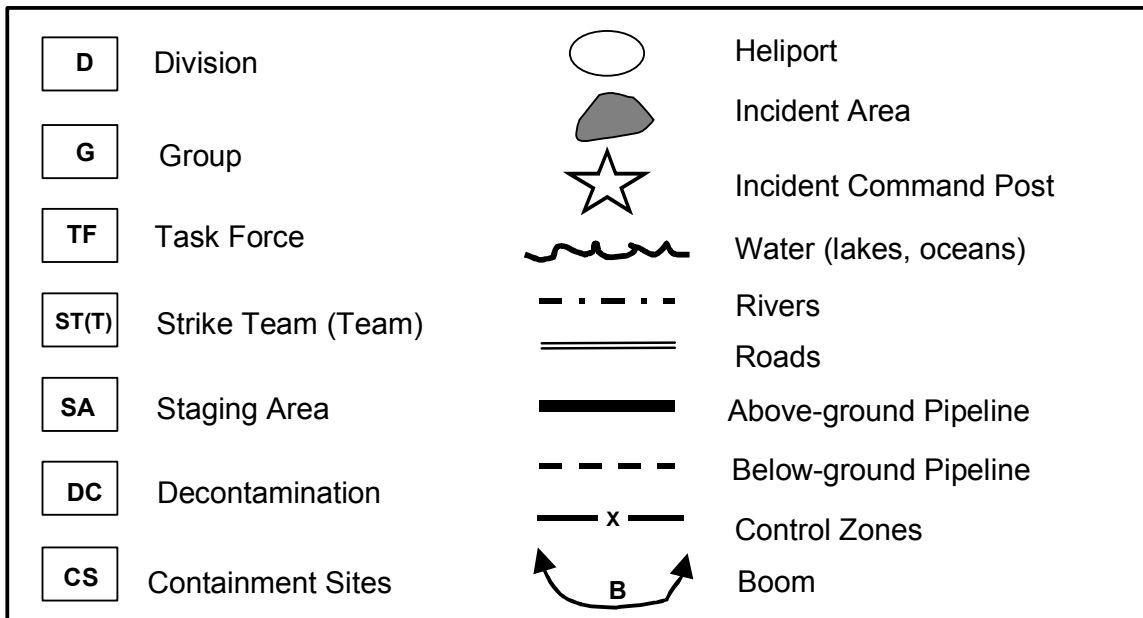 D Division
G Group
TF Task Force
ST(T) Strike Team (Team)
SA Staging Area
DC Decontamination
CS Containment Sites
Heliport
Incident Area
Incident Command Post
Water (lakes, oceans)
Rivers
Roads
Above-ground Pipeline
Below-ground Pipeline
X Control Zones
B Boom